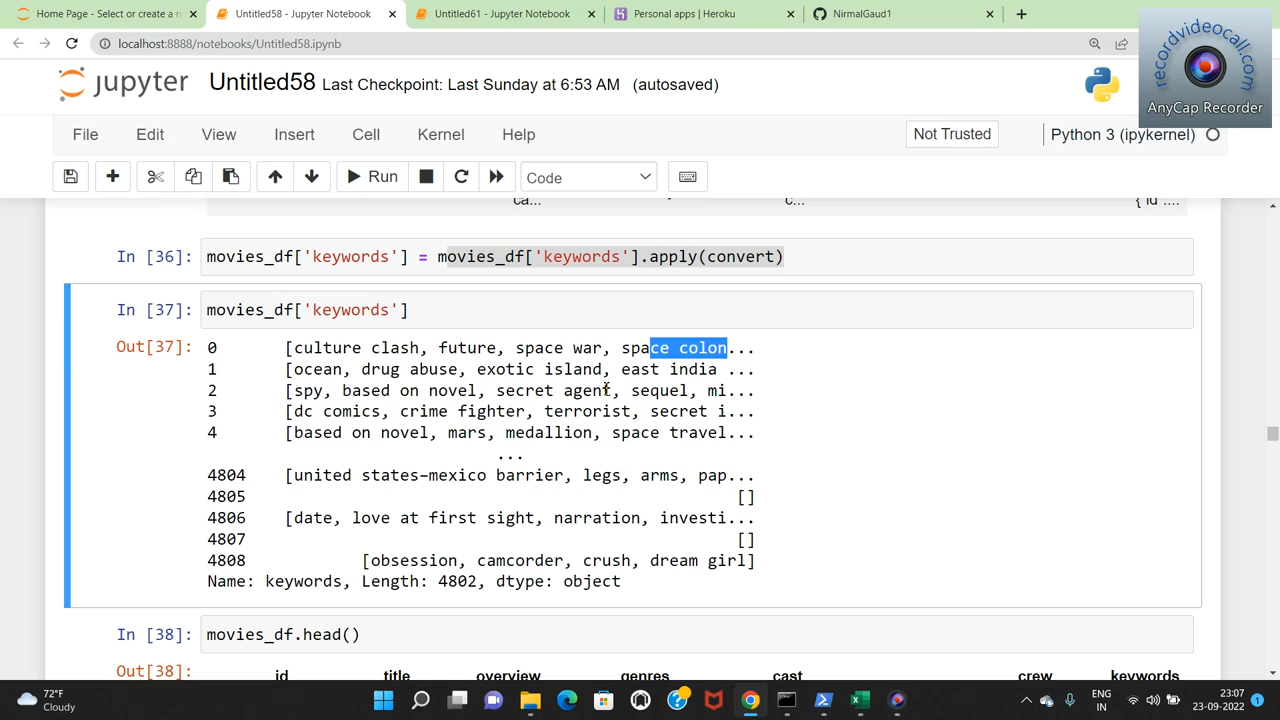 Home Page - Select or create a n
Untitled58 - Jupyter Notebook
Untitled61 - Jupyter Notebook
Personal apps | Heroku
NirmalGaud1
localhost:8888/notebooks/Untitled58.ipynb
recordvideocall.com
AnyCap Recorder
jupyter Untitled58 Last Checkpoint: Last Sunday at 6:53 AM (autosaved)
File Edit View Insert Cell Kernel Help
Not Trusted Python 3 (ipykernel)
Run Code
ca... c...
In [36]: movies_df['keywords'] = movies_df['keywords'].apply(convert)
In [37]: movies_df['keywords']
Out[37]: 0 [culture clash, future, space war, space colon...
1 [ocean, drug abuse, exotic island, east india ...
2 [spy, based on novel, secret agent, sequel, mi...
3 [dc comics, crime fighter, terrorist, secret i...
4 [based on novel, mars, medallion, space travel...
...
4804 [united states–mexico barrier, legs, arms, pap...
4805 []
4806 [date, love at first sight, narration, investi...
4807 []
4808 [obsession, camcorder, crush, dream girl]
Name: keywords, Length: 4802, dtype: object
In [38]: movies_df.head()
Out[38]: id title overview genres cast crew keywords
72°F
Cloudy
ENG
IN
23:07
23-09-2022
1